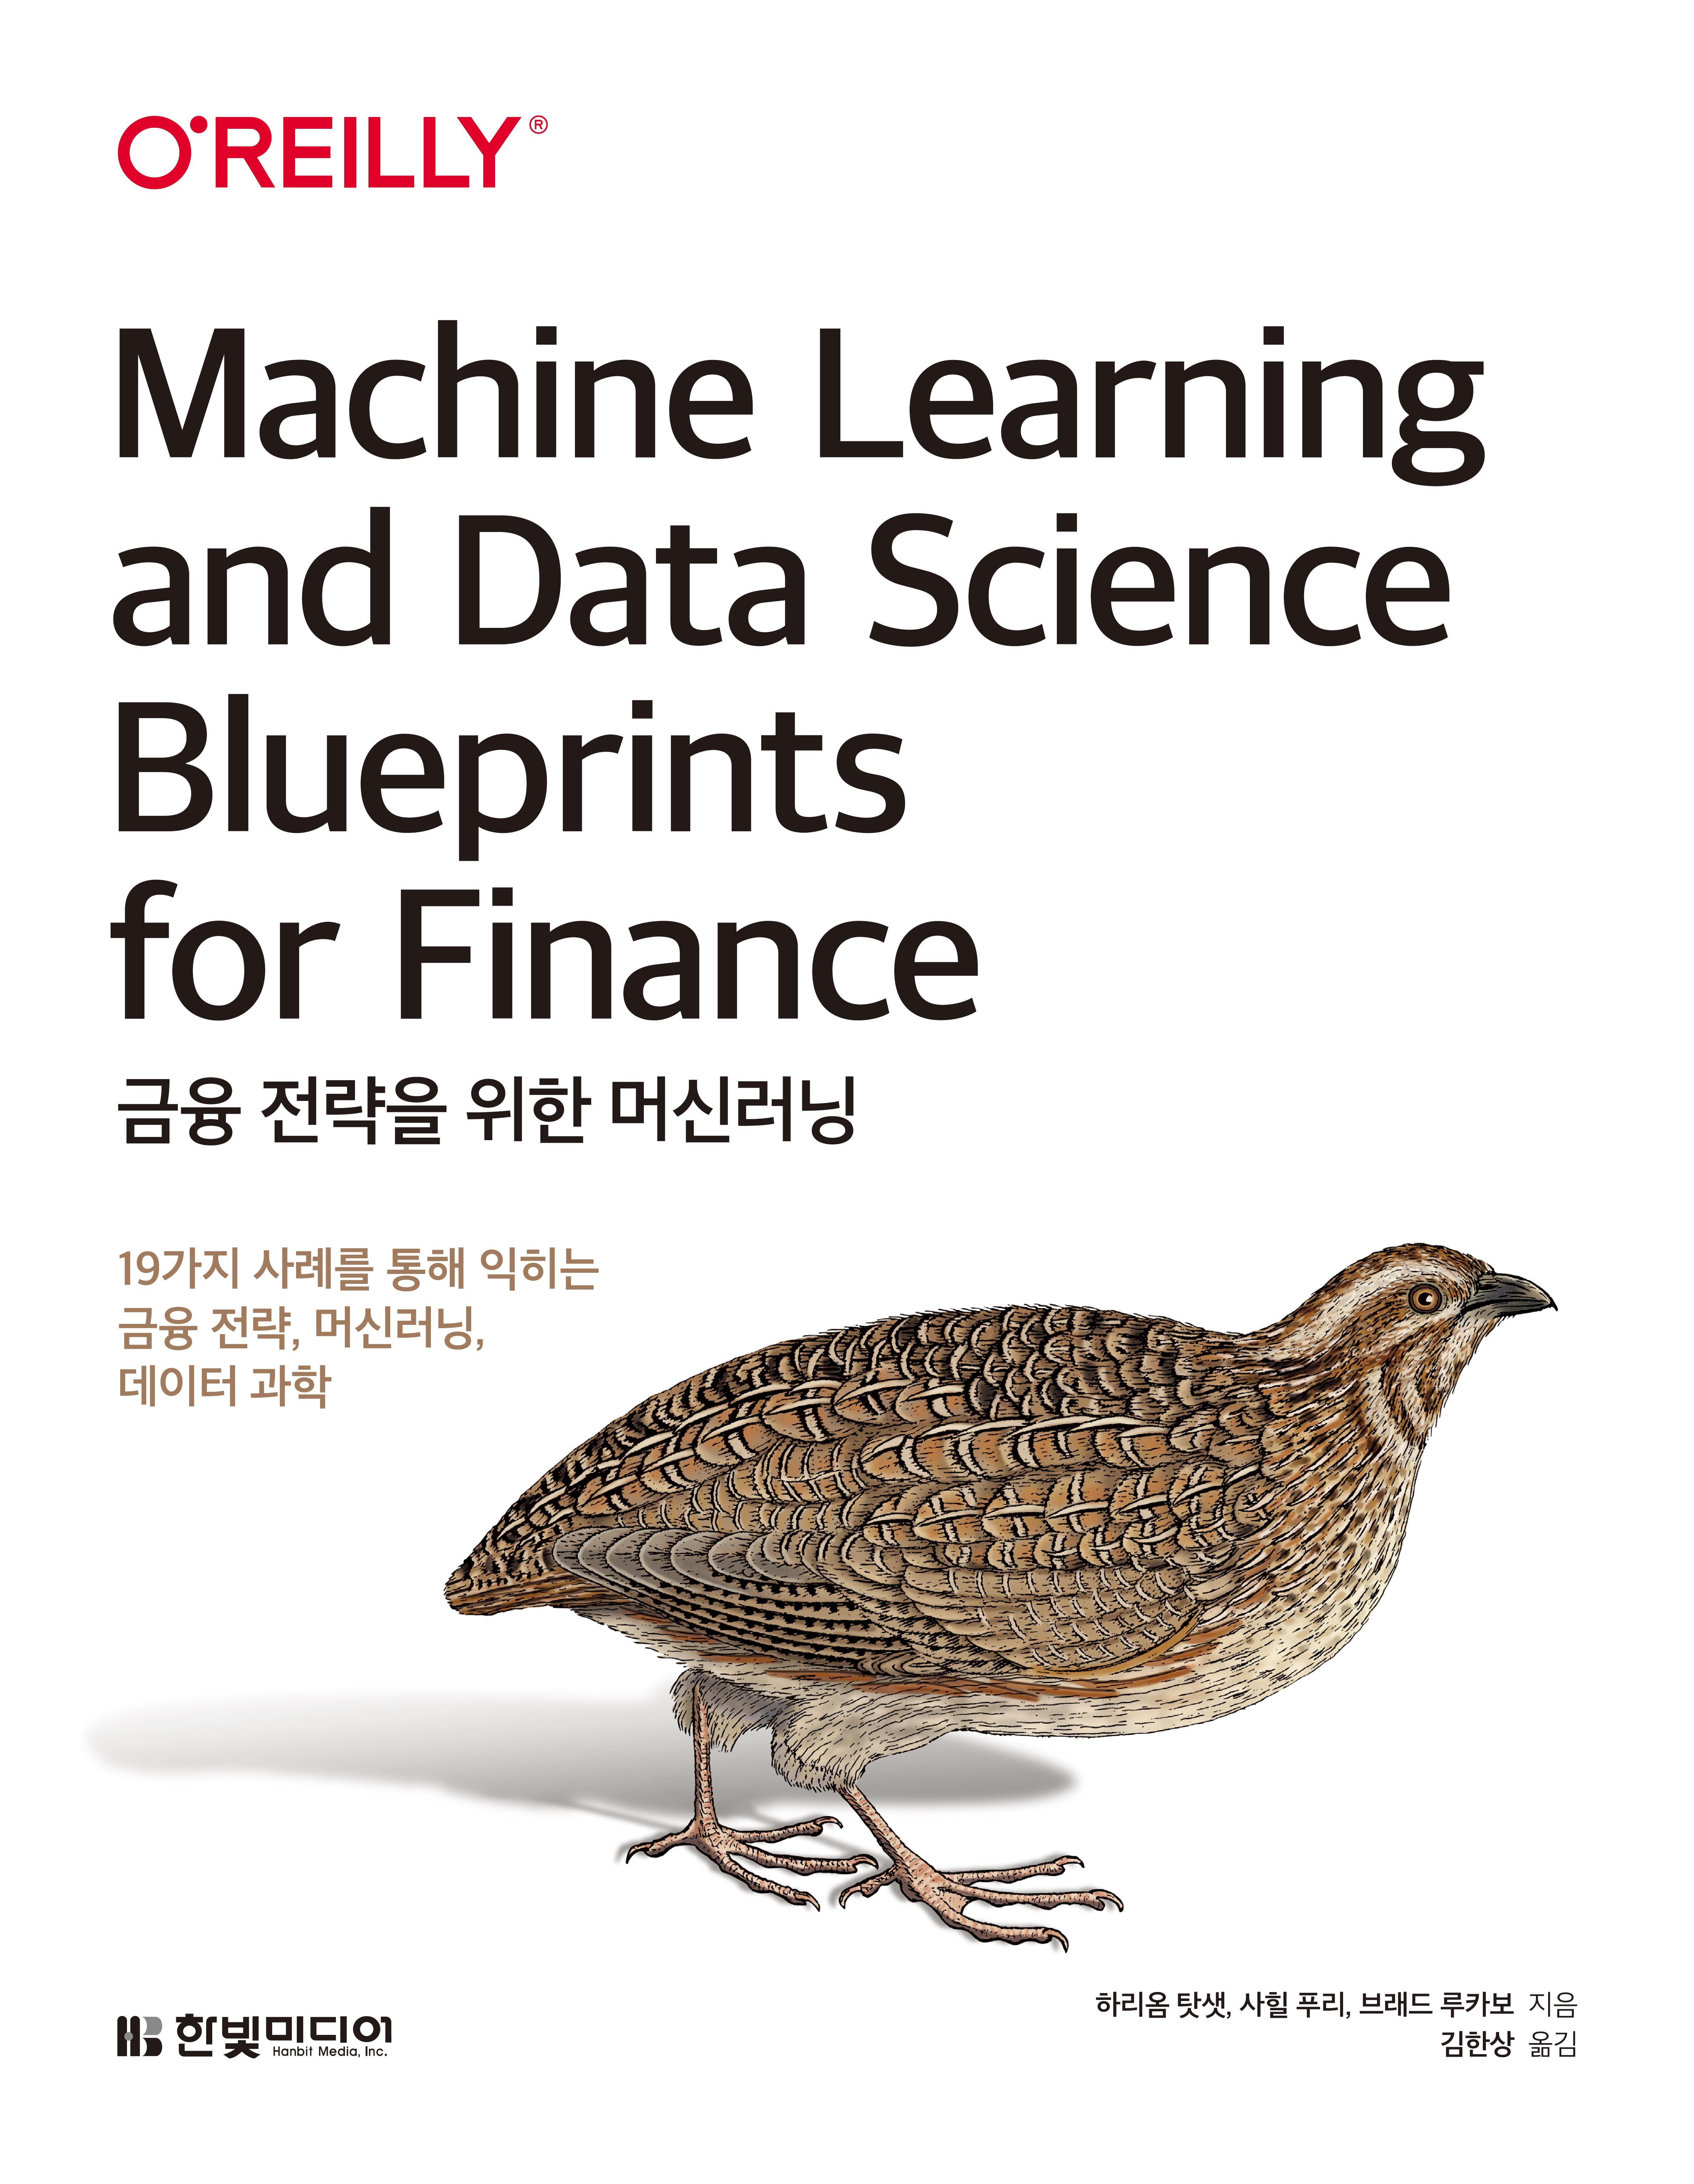 O'REILLY®
Machine Learning
and Data Science
Blueprints
for Finance
금융 전략을 위한 머신러닝
19가지 사례를 통해 익히는
금융 전략, 머신러닝,
데이터 과학
하리옴 탓샛, 사힐 푸리, 브래드 루카보 지음
김한상 옮김
HB 한빛미디어
Hanbit Media, Inc.